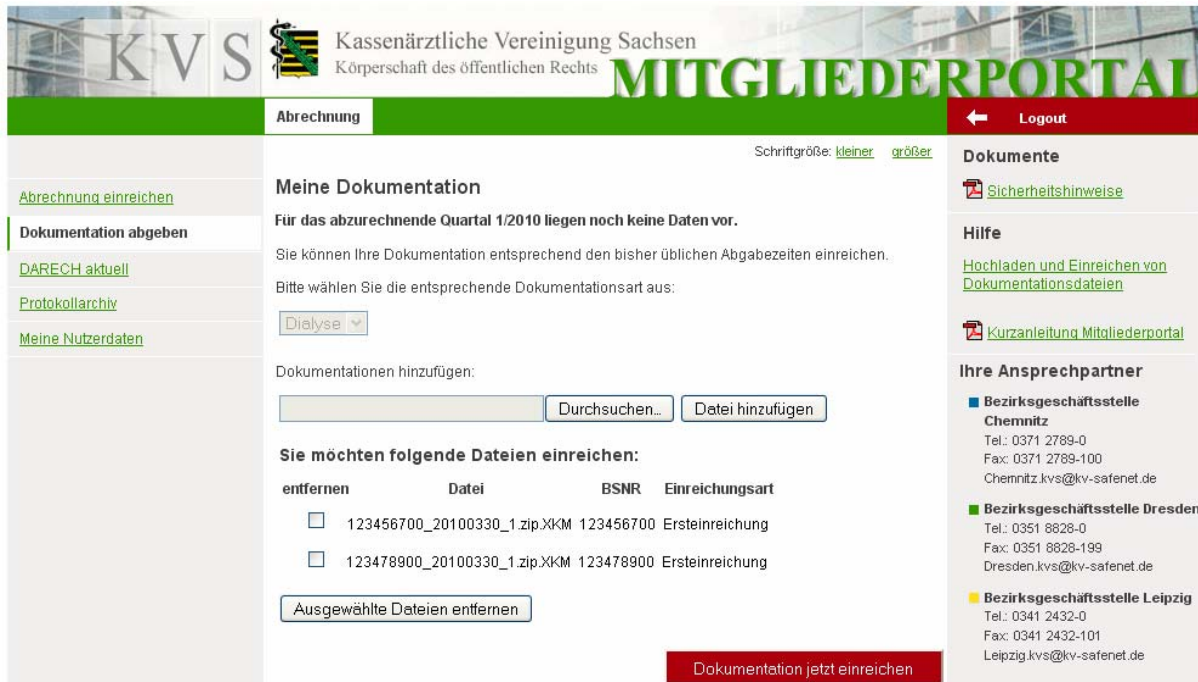 KVS
Kassenärztliche Vereinigung Sachsen
Körperschaft des öffentlichen Rechts
MITGLIEDERPORTAL
Abrechnung
Logout
Schriftgröße: kleiner größer
Abrechnung einreichen
Dokumentation abgeben
DARECH aktuell
Protokollarchiv
Meine Nutzerdaten
Meine Dokumentation
Für das abzurechnende Quartal 1/2010 liegen noch keine Daten vor.
Sie können Ihre Dokumentation entsprechend den bisher üblichen Abgabezeiten einreichen.
Bitte wählen Sie die entsprechende Dokumentationsart aus:
Dialyse
Dokumentationen hinzufügen:
Durchsuchen... Datei hinzufügen
Sie möchten folgende Dateien einreichen:
entfernen Datei BSNR Einreichungsart
123456700_20100330_1.zip.XKM 123456700 Ersteinreichung
123478900_20100330_1.zip.XKM 123478900 Ersteinreichung
Ausgewählte Dateien entfernen
Dokumentation jetzt einreichen
Dokumente
Sicherheitshinweise
Hilfe
Hochladen und Einreichen von
Dokumentationsdateien
Kurzanleitung Mitgliederportal
Ihre Ansprechpartner
Bezirksgeschäftsstelle
Chemnitz
Tel.: 0371 2789-0
Fax: 0371 2789-100
Chemnitz.kvs@kv-safenet.de
Bezirksgeschäftsstelle Dresden
Tel.: 0351 8828-0
Fax: 0351 8828-199
Dresden.kvs@kv-safenet.de
Bezirksgeschäftsstelle Leipzig
Tel.: 0341 2432-0
Fax: 0341 2432-101
Leipzig.kvs@kv-safenet.de